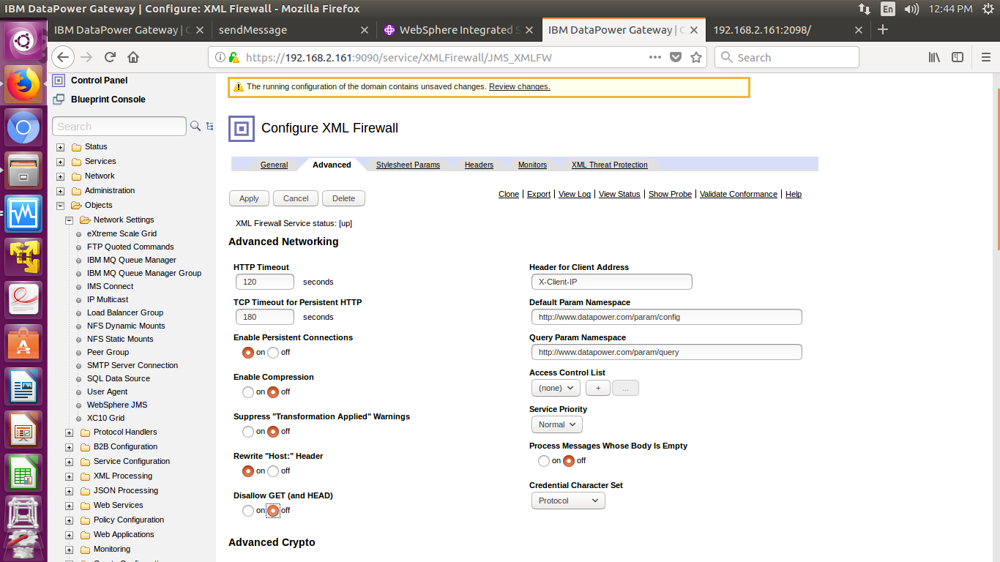 IBM DataPower Gateway | Configure: XML Firewall - Mozilla Firefox
En
12:44 PM
IBM DataPower Gateway | C
sendMessage
WebSphere Integrated S
IBM DataPower Gateway | C
192.168.2.161:2098/
https://192.168.2.161:9090/service/XMLFirewall/JMS_XMLFW
Search
Control Panel
Blueprint Console
Search
Status
Services
Network
Administration
Objects
Network Settings
eXtreme Scale Grid
FTP Quoted Commands
IBM MQ Queue Manager
IBM MQ Queue Manager Group
IMS Connect
IP Multicast
Load Balancer Group
NFS Dynamic Mounts
NFS Static Mounts
Peer Group
SMTP Server Connection
SQL Data Source
User Agent
WebSphere JMS
XC10 Grid
Protocol Handlers
B2B Configuration
Service Configuration
XML Processing
JSON Processing
Web Services
Policy Configuration
Web Applications
Monitoring
The running configuration of the domain contains unsaved changes. Review changes.
Configure XML Firewall
General
Advanced
Stylesheet Params
Headers
Monitors
XML Threat Protection
Apply
Cancel
Delete
Clone | Export | View Log | View Status | Show Probe | Validate Conformance | Help
XML Firewall Service status: [up]
Advanced Networking
HTTP Timeout
120 seconds
TCP Timeout for Persistent HTTP
180 seconds
Enable Persistent Connections
on off
Enable Compression
on off
Suppress "Transformation Applied" Warnings
on off
Rewrite "Host:" Header
on off
Disallow GET (and HEAD)
on off
Header for Client Address
X-Client-IP
Default Param Namespace
http://www.datapower.com/param/config
Query Param Namespace
http://www.datapower.com/param/query
Access Control List
(none) + ...
Service Priority
Normal
Process Messages Whose Body Is Empty
on off
Credential Character Set
Protocol
Advanced Crypto